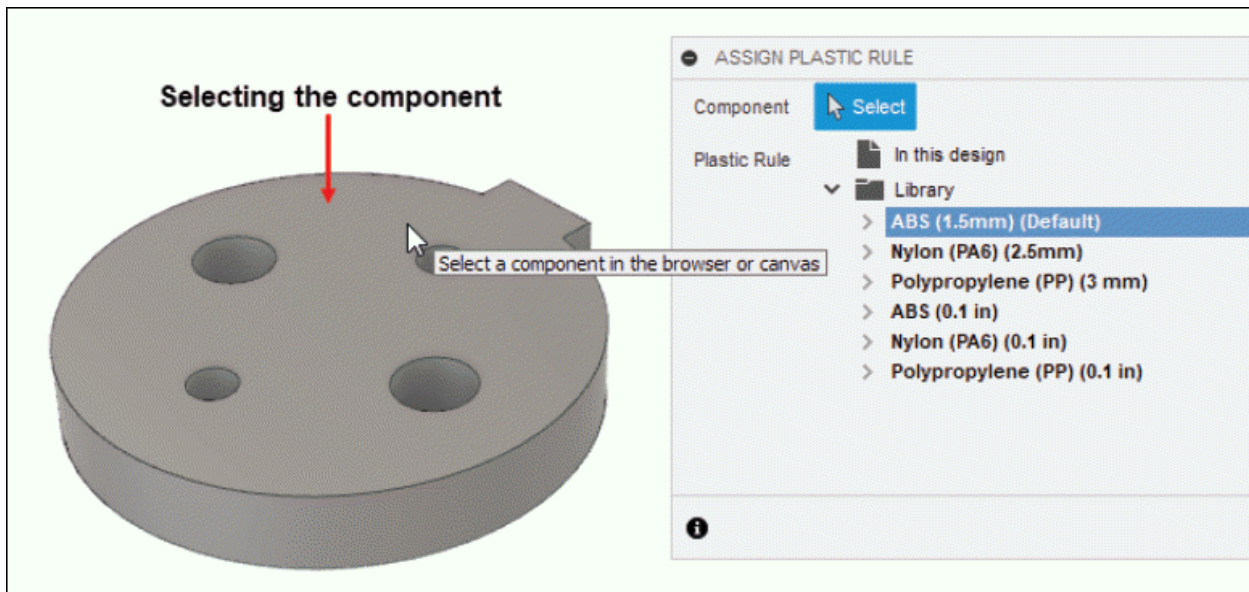 Selecting the component
Select a component in the browser or canvas
ASSIGN PLASTIC RULE
Component Select
Plastic Rule In this design
Library
ABS (1.5mm) (Default)
Nylon (PA6) (2.5mm)
Polypropylene (PP) (3 mm)
ABS (0.1 in)
Nylon (PA6) (0.1 in)
Polypropylene (PP) (0.1 in)